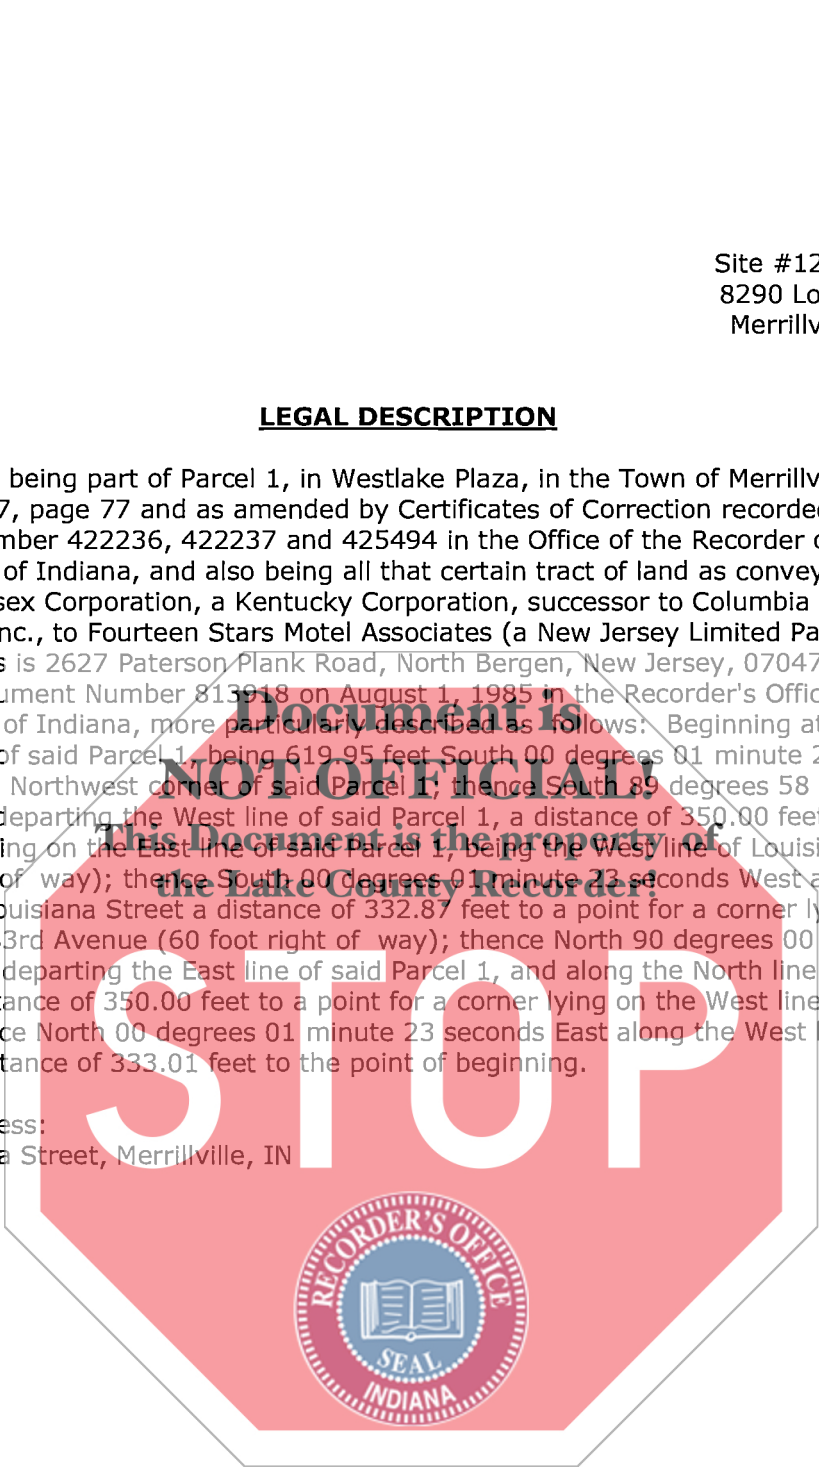 Site #12
8290 Lo
Merrillv
LEGAL DESCRIPTION
being part of Parcel 1, in Westlake Plaza, in the Town of Merrillv
7, page 77 and as amended by Certificates of Correction recorded
mber 422236, 422237 and 425494 in the Office of the Recorder o
of Indiana, and also being all that certain tract of land as convey
sex Corporation, a Kentucky Corporation, successor to Columbia
nc., to Fourteen Stars Motel Associates (a New Jersey Limited Pa
s is 2627 Paterson Plank Road, North Bergen, New Jersey, 07047
ument Number 813918 on August 1, 1985 in the Recorder's Offic
of Indiana, more particularly described as follows: Beginning at
of said Parcel 1, being 619.95 feet South 00 degrees 01 minute 2
Northwest corner of said Parcel 1; thence South 89 degrees 58
departing the West line of said Parcel 1, a distance of 350.00 feet
ing on the East line of said Parcel 1, being the West line of Louisi
of way); thence South 00 degrees 01 minute 23 seconds West a
ouisiana Street a distance of 332.87 feet to a point for a corner ly
3rd Avenue (60 foot right of way); thence North 90 degrees 00
departing the East line of said Parcel 1, and along the North line
ance of 350.00 feet to a point for a corner lying on the West line
ce North 00 degrees 01 minute 23 seconds East along the West l
tance of 333.01 feet to the point of beginning.
ess:
a Street, Merrillville, IN
Document is
NOT OFFICIAL!
This Document is the property of
the Lake County Recorder!
STOP
RECORDER'S OFFICE
SEAL
INDIANA